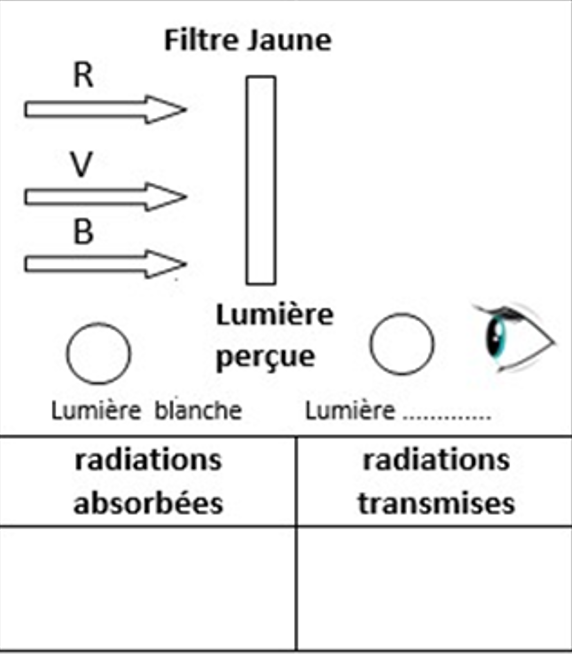 Filtre Jaune
R
V
B
Lumière
perçue
Lumière blanche
Lumière .............
radiations
absorbées
radiations
transmises